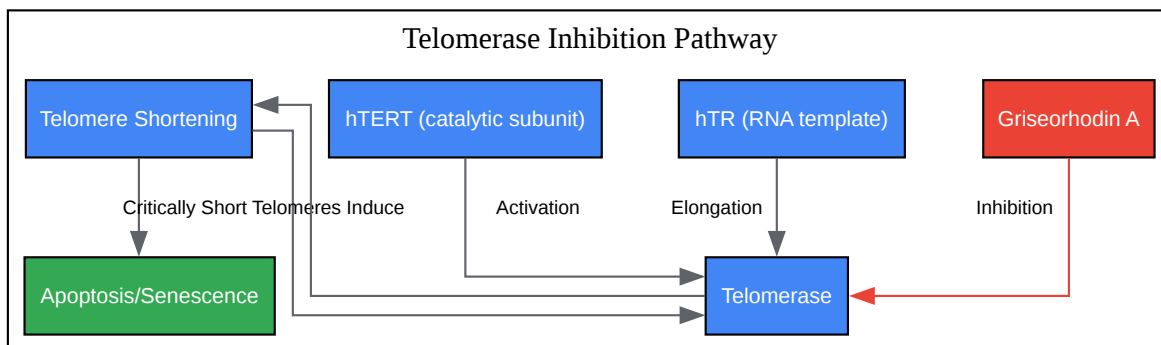 Telomerase Inhibition Pathway
Telomere Shortening
hTERT (catalytic subunit)
hTR (RNA template)
Griseorhodin A
Critically Short Telomeres Induce
Activation
Elongation
Inhibition
Apoptosis/Senescence
Telomerase